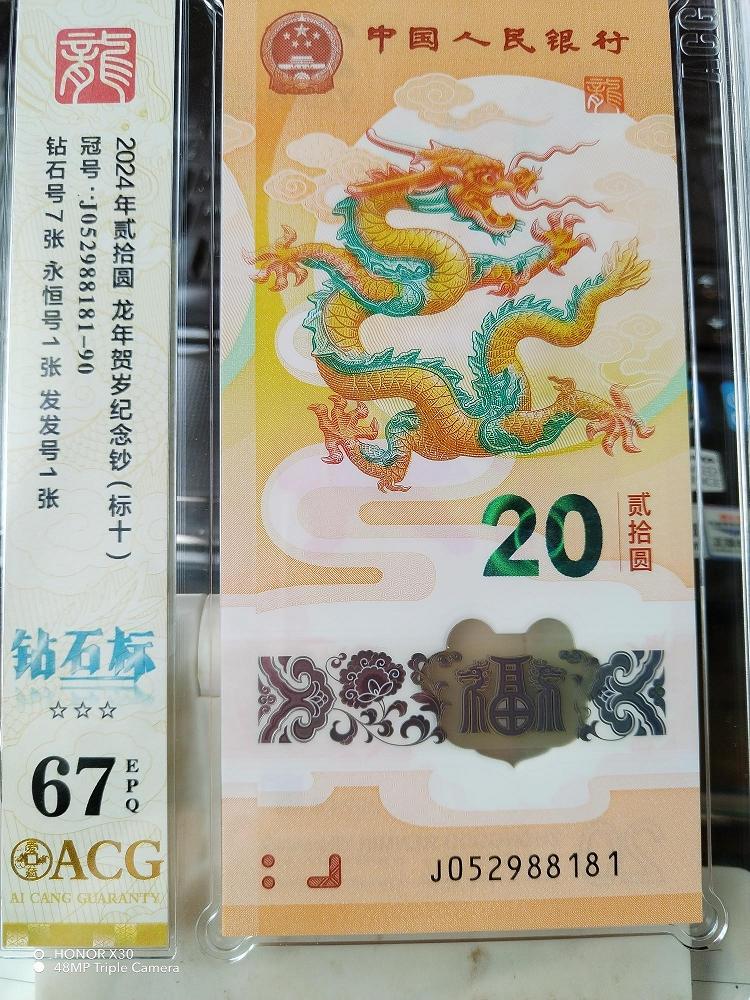 龍
2024年贰拾圆 龙年贺岁纪念钞(标十)
冠号:J052988181-90
钻石号7张 永恒号1张 发发号1张
钻石标
☆☆☆
67
EPQ
ACG
AI CANG GUARANTY
中国人民银行
龍
20
贰拾圆
福
J052988181
HONOR X30
48MP Triple Camera